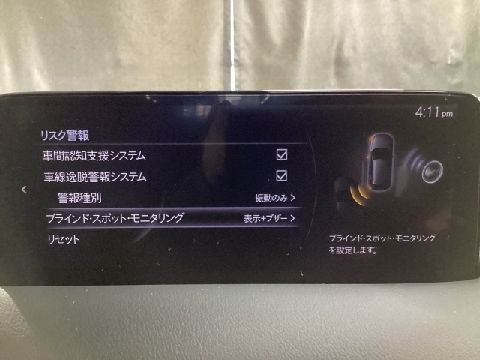 4:11pm
リスク警報
車間認知支援システム
車線逸脱警報システム
警報種別 振動のみ >
ブラインド・スポット・モニタリング 表示+ブザー >
リセット
ブラインド・スポット・モニタリング
を設定します。